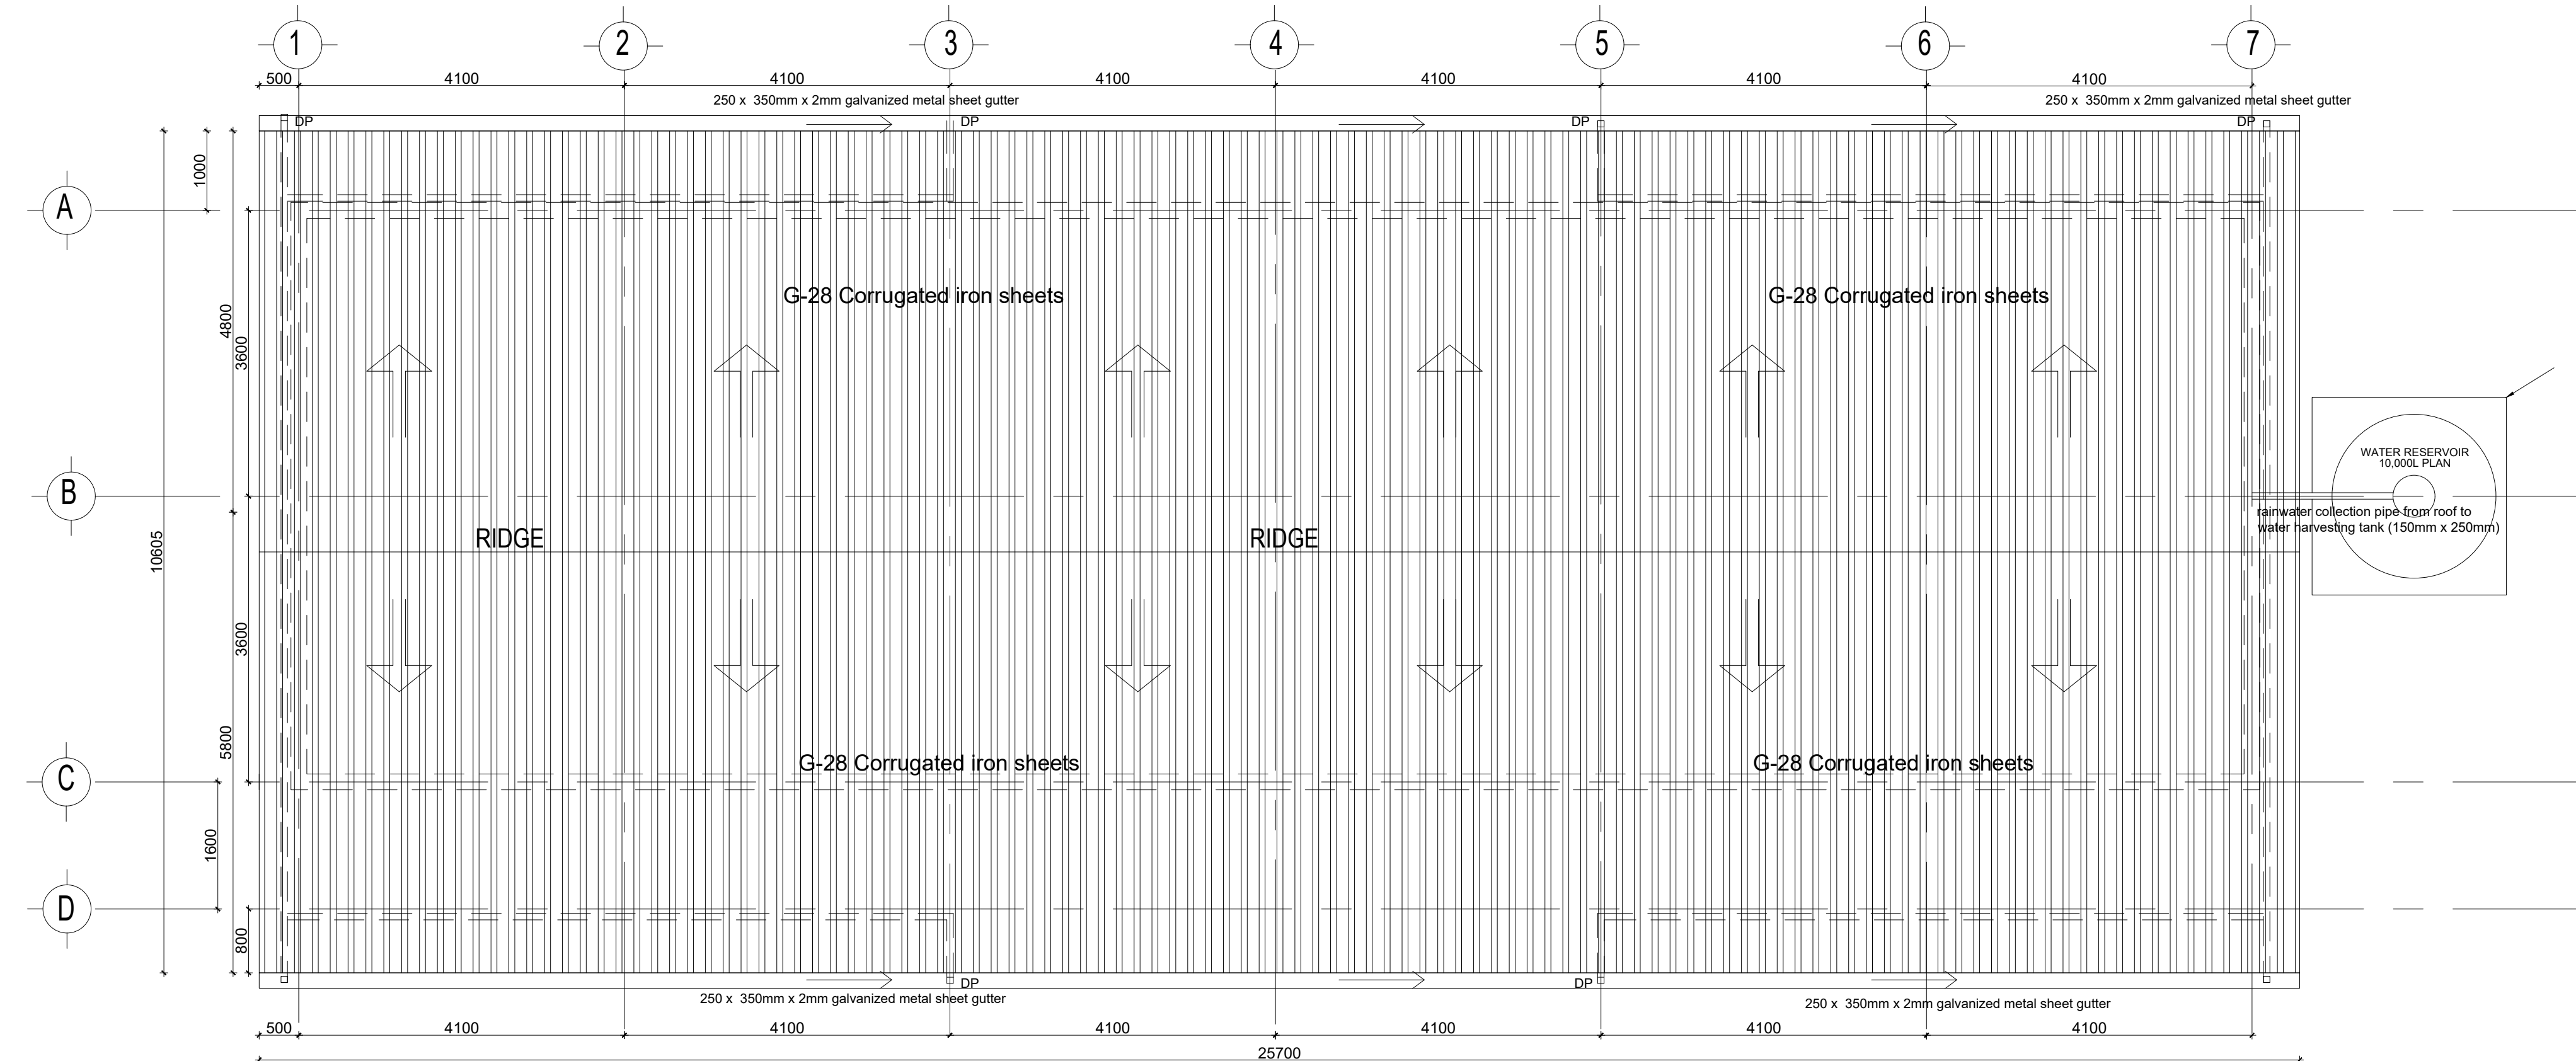 1 2 3 4 5 6 7
500 4100 4100 4100 4100 4100 4100
250 x 350mm x 2mm galvanized metal sheet gutter 250 x 350mm x 2mm galvanized metal sheet gutter
DP DP DP DP
1000
A
G-28 Corrugated iron sheets G-28 Corrugated iron sheets
4800
3600
WATER RESERVOIR
10,000L PLAN
B
rainwater collection pipe from roof to
water harvesting tank (150mm x 250mm)
RIDGE RIDGE
10605
3600
5800
G-28 Corrugated iron sheets G-28 Corrugated iron sheets
C
1600
D
800
DP DP
250 x 350mm x 2mm galvanized metal sheet gutter 250 x 350mm x 2mm galvanized metal sheet gutter
500 4100 4100 4100 4100 4100 4100
25700